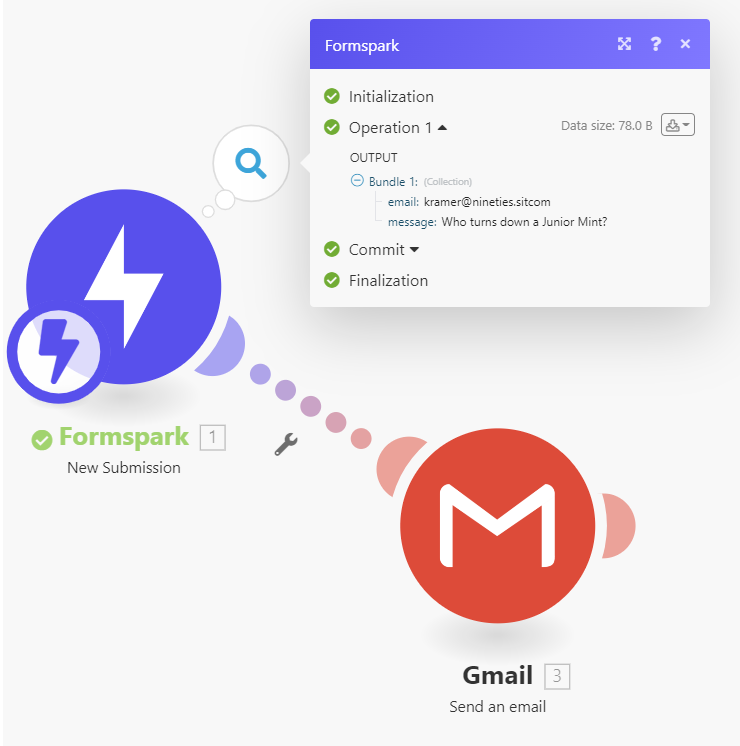 Formspark
Initialization
Operation 1
Data size: 78.0 B
OUTPUT
Bundle 1: (Collection)
email: kramer@nineties.sitcom
message: Who turns down a Junior Mint?
Commit
Finalization
Formspark 1
New Submission
Gmail 3
Send an email